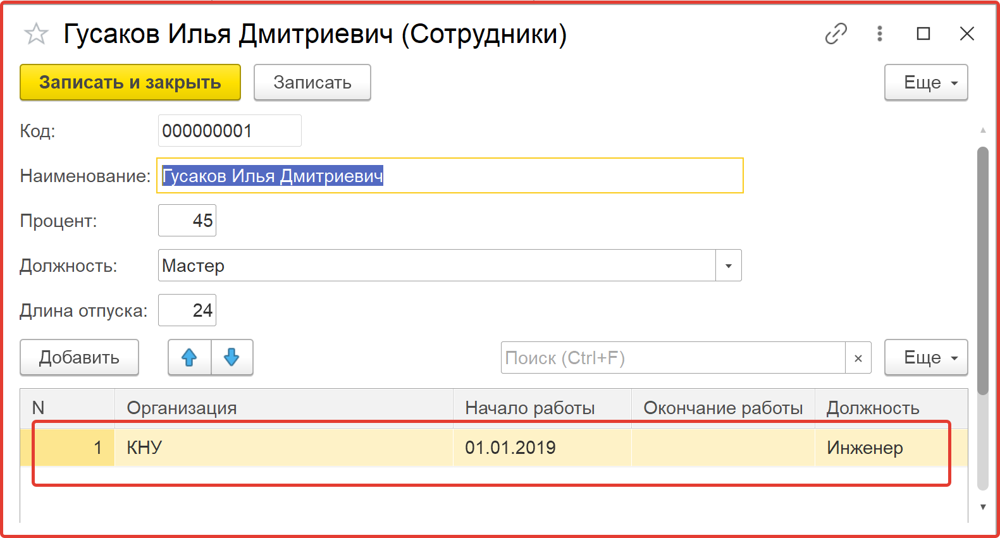 Гусаков Илья Дмитриевич (Сотрудники)
Записать и закрыть Записать Еще
Код: 000000001
Наименование: Гусаков Илья Дмитриевич
Процент: 45
Должность: Мастер
Длина отпуска: 24
Добавить Поиск (Ctrl+F) × Еще
N Организация Начало работы Окончание работы Должность
1 КНУ 01.01.2019 Инженер